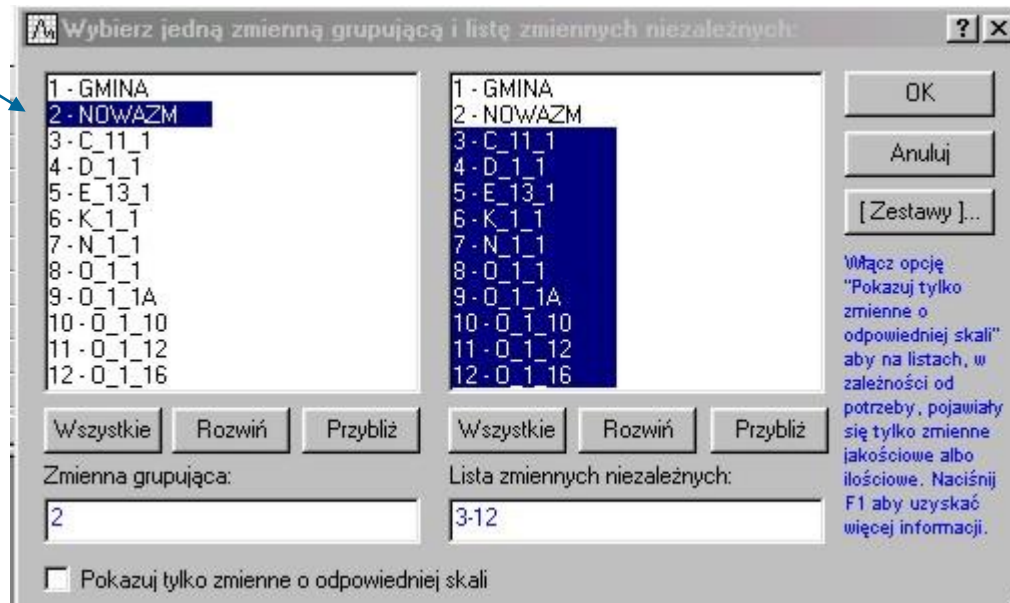 Wybierz jedną zmienną grupującą i listę zmiennych niezależnych:
1 - GMINA
2 - NOWAZM
3 - C_11_1
4 - D_1_1
5 - E_13_1
6 - K_1_1
7 - N_1_1
8 - O_1_1
9 - O_1_1A
10 - O_1_10
11 - O_1_12
12 - O_1_16
Wszystkie Rozwiń Przybliż
Zmienna grupująca:
2
1 - GMINA
2 - NOWAZM
3 - C_11_1
4 - D_1_1
5 - E_13_1
6 - K_1_1
7 - N_1_1
8 - O_1_1
9 - O_1_1A
10 - O_1_10
11 - O_1_12
12 - O_1_16
Wszystkie Rozwiń Przybliż
Lista zmiennych niezależnych:
3-12
OK
Anuluj
[ Zestawy ]...
Włącz opcję
"Pokazuj tylko
zmienne o
odpowiedniej skali"
aby na listach, w
zależności od
potrzeby, pojawiały
się tylko zmienne
jakościowe albo
ilościowe. Naciśnij
F1 aby uzyskać
więcej informacji.
Pokazuj tylko zmienne o odpowiedniej skali